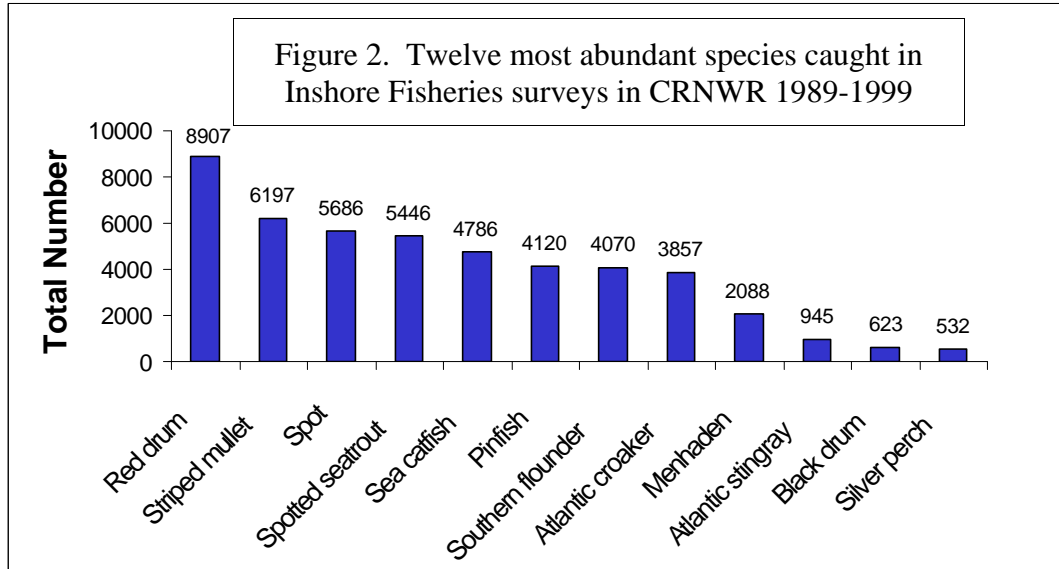 Figure 2. Twelve most abundant species caught in
Inshore Fisheries surveys in CRNWR 1989-1999
Total Number
10000
8000
6000
4000
2000
0
8907
6197
5686
5446
4786
4120
4070
3857
2088
945
623
532
Red drum
Striped mullet
Spot
Spotted seatrout
Sea catfish
Pinfish
Southern flounder
Atlantic croaker
Menhaden
Atlantic stingray
Black drum
Silver perch